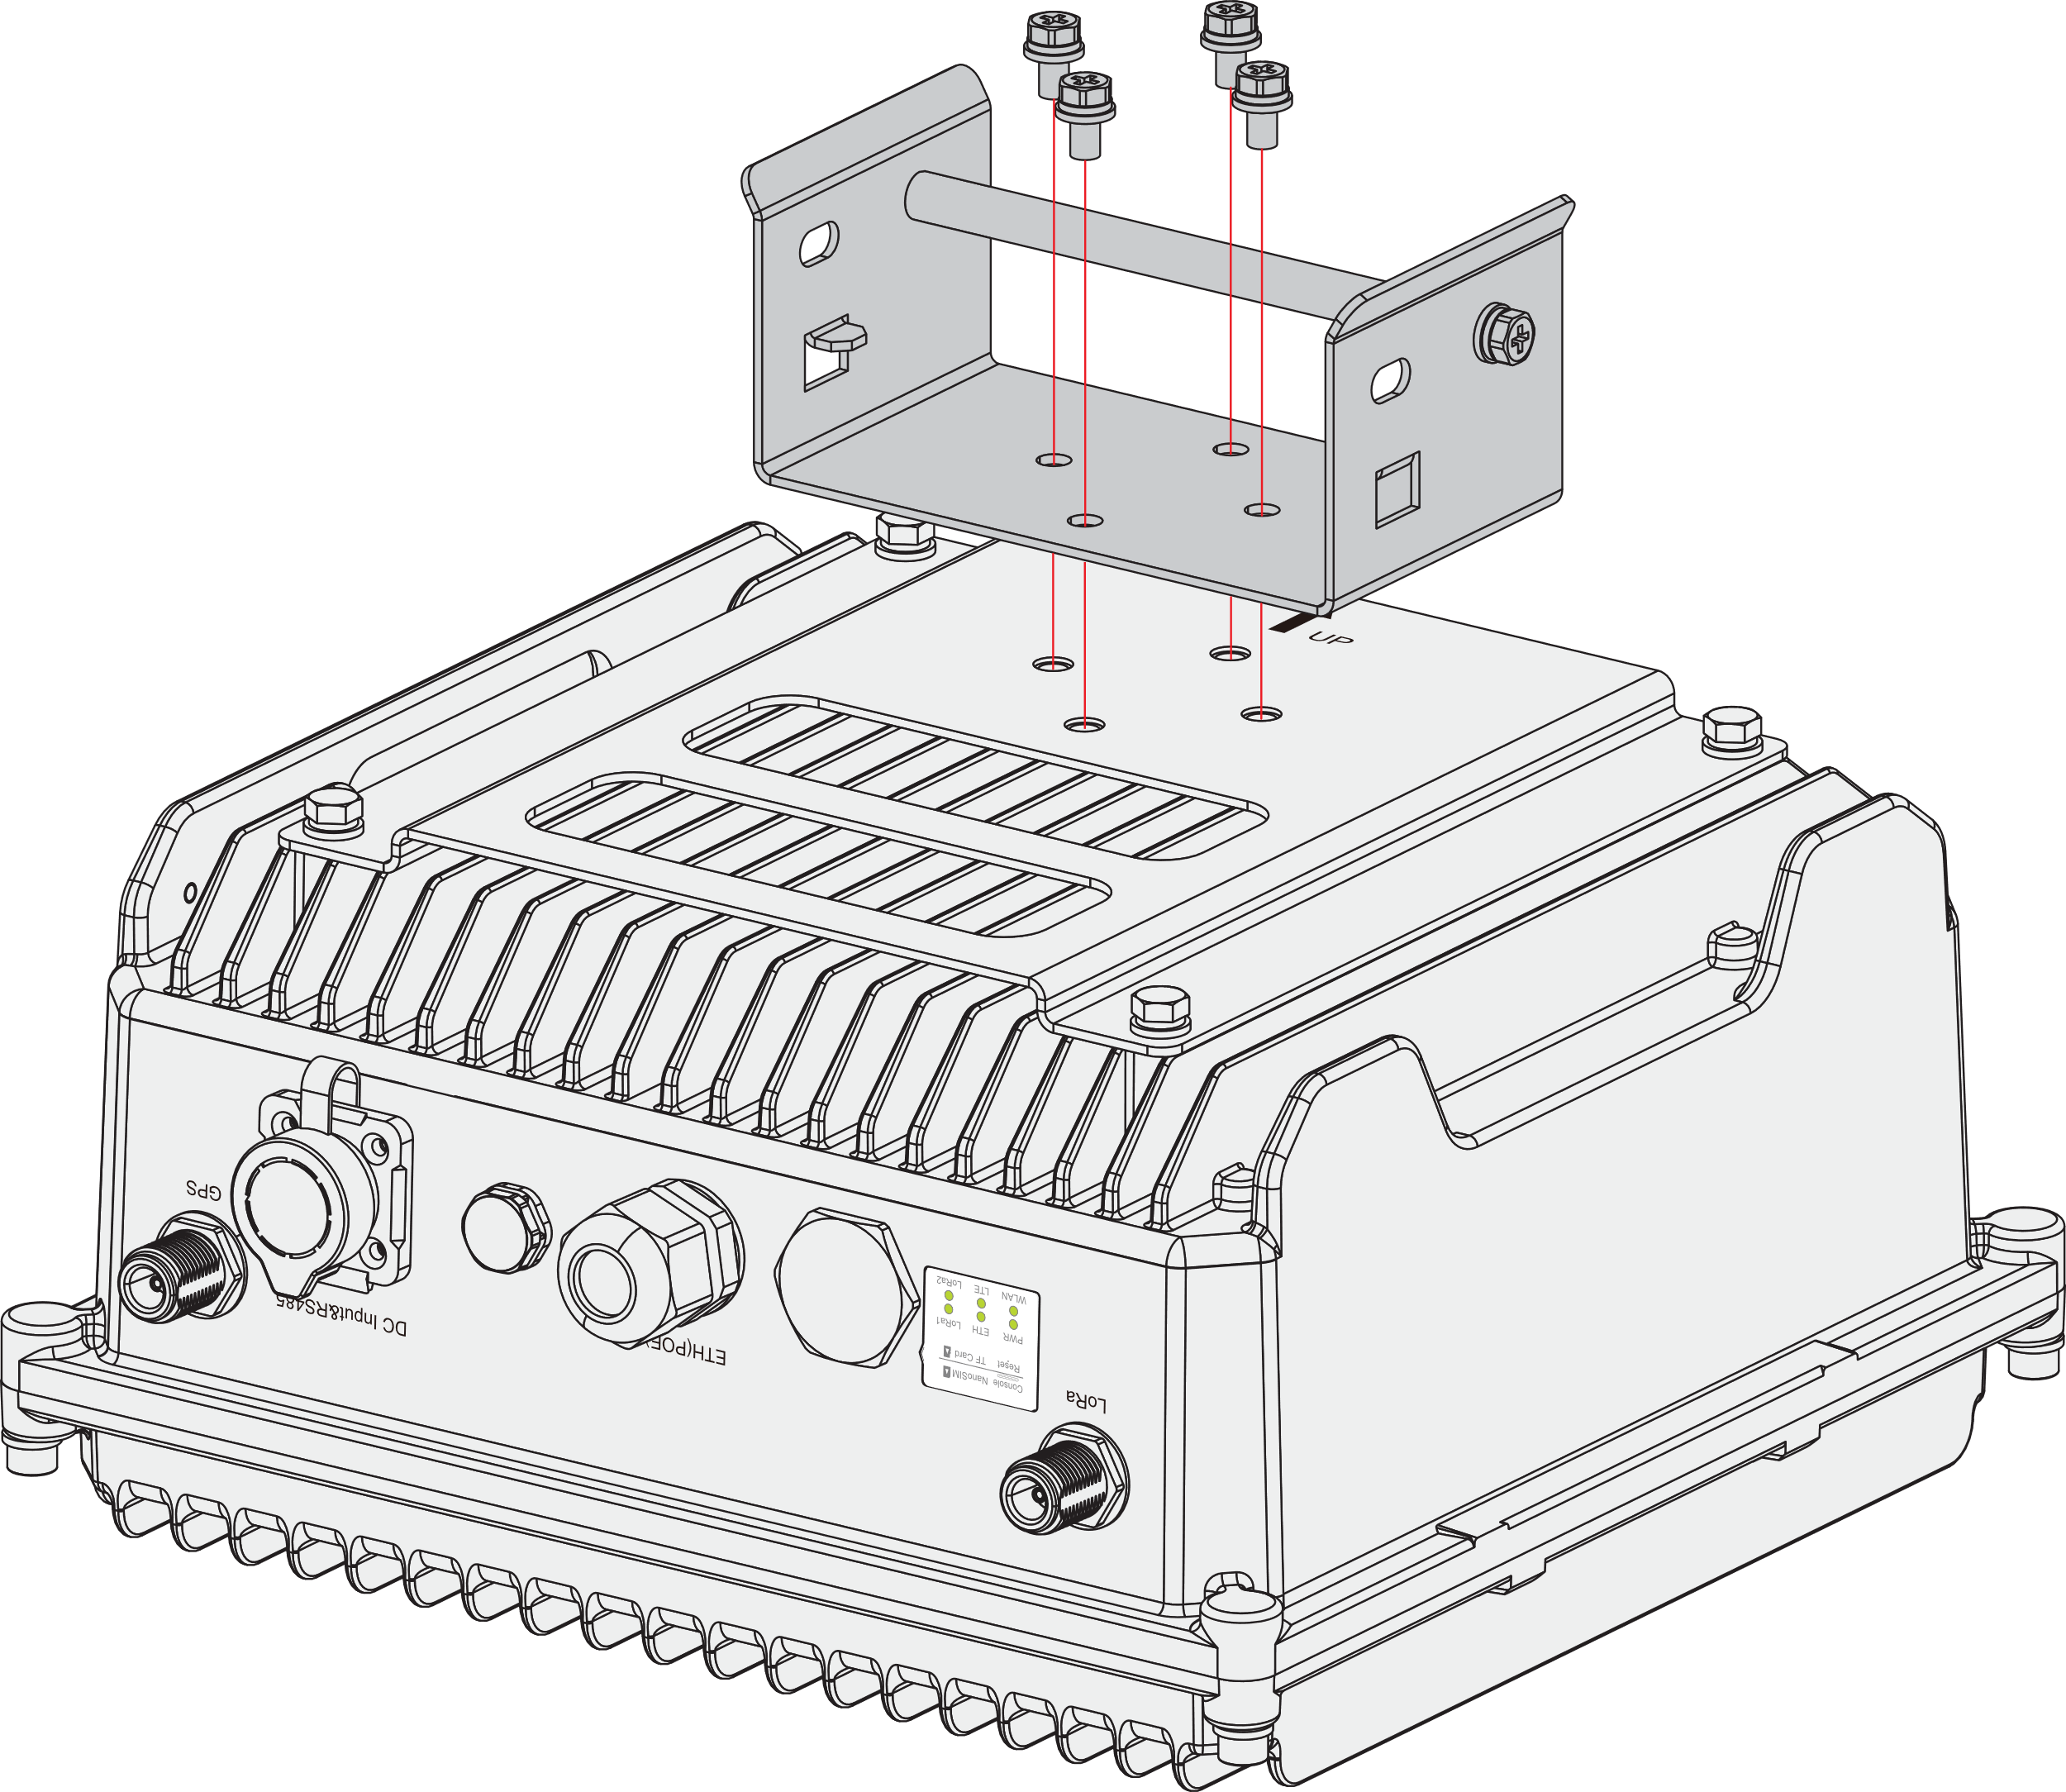 UP
GPS
DC Input&RS485
ETH(POE)
LoRa2 LTE WLAN
LoRa1 ETH PWR
Reset TF Card
Console NanoSIM
LoRa